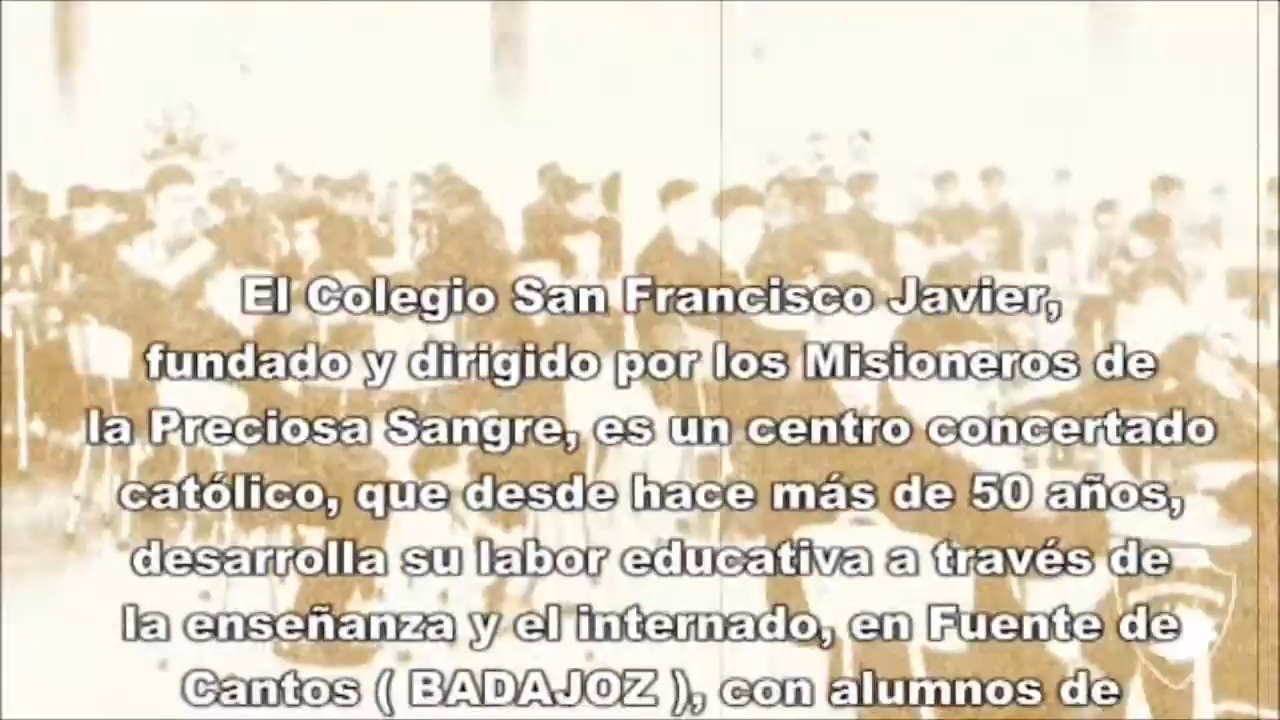 El Colegio San Francisco Javier,
fundado y dirigido por los Misioneros de
la Preciosa Sangre, es un centro concertado
católico, que desde hace más de 50 años,
desarrolla su labor educativa a través de
la enseñanza y el internado, en Fuente de
Cantos ( BADAJOZ ), con alumnos de